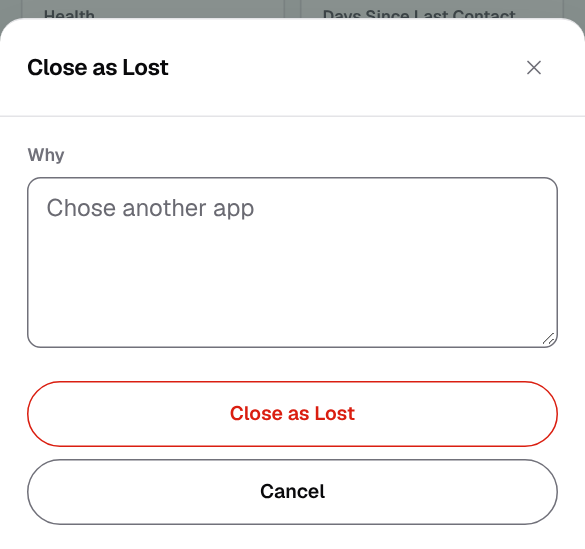 Health
Days Since Last Contact
Close as Lost
Why
Chose another app
Close as Lost
Cancel